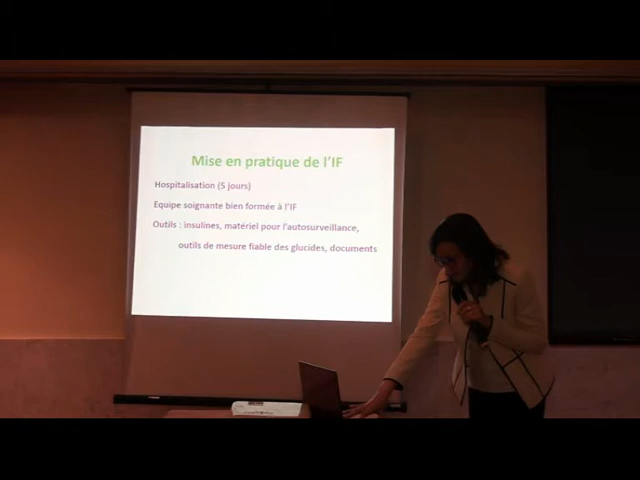 Mise en pratique de l'IF
Hospitalisation (5 jours)
Equipe soignante bien formée à l'IF
Outils : insulines, matériel pour l'autosurveillance,
outils de mesure fiable des glucides, documents